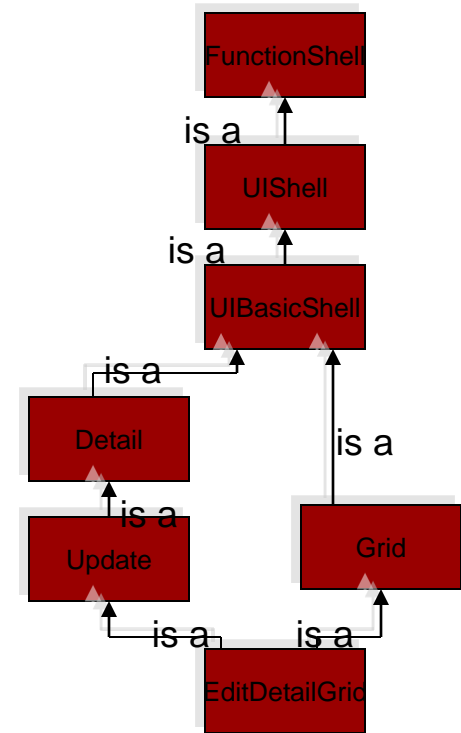 FunctionShell
is a
UIShell
is a
UIBasicShell
is a
Detail
is a
is a
Update
Grid
is a
is a
EditDetailGrid